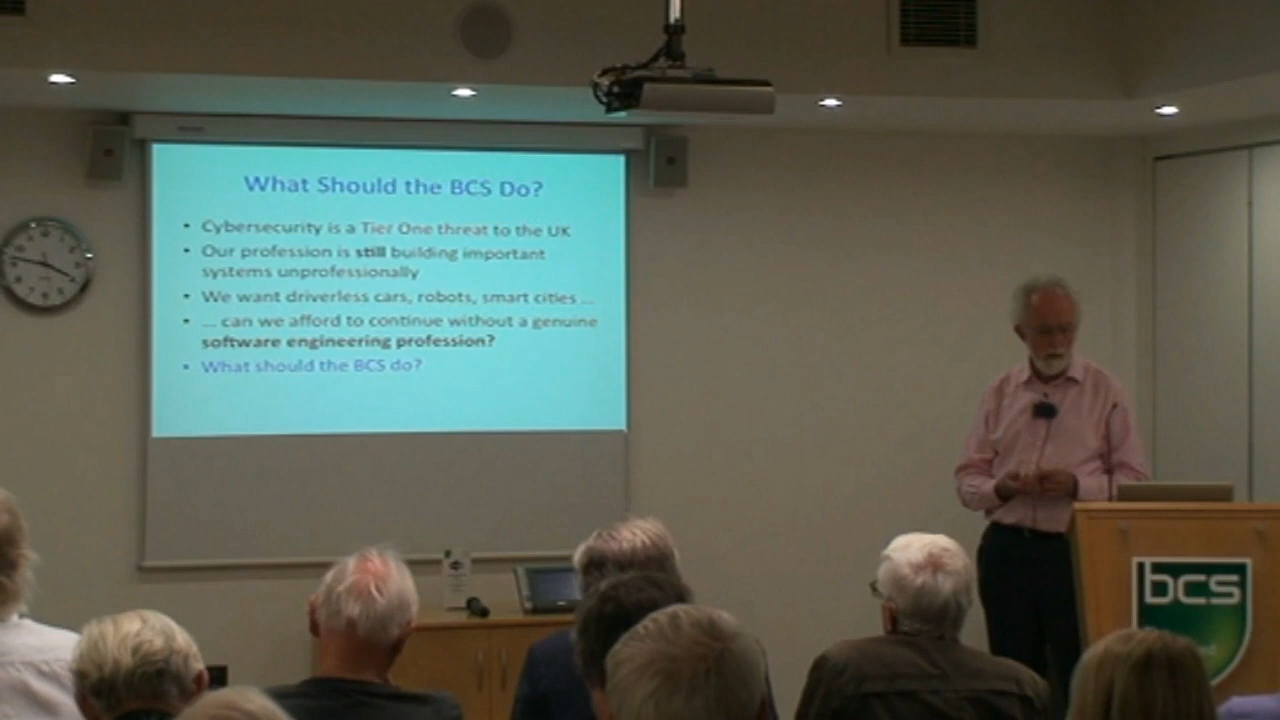 What Should the BCS Do?
• Cybersecurity is a Tier One threat to the UK
• Our profession is still building important
systems unprofessionally
• We want driverless cars, robots, smart cities ...
• ... can we afford to continue without a genuine
software engineering profession?
• What should the BCS do?
bcs